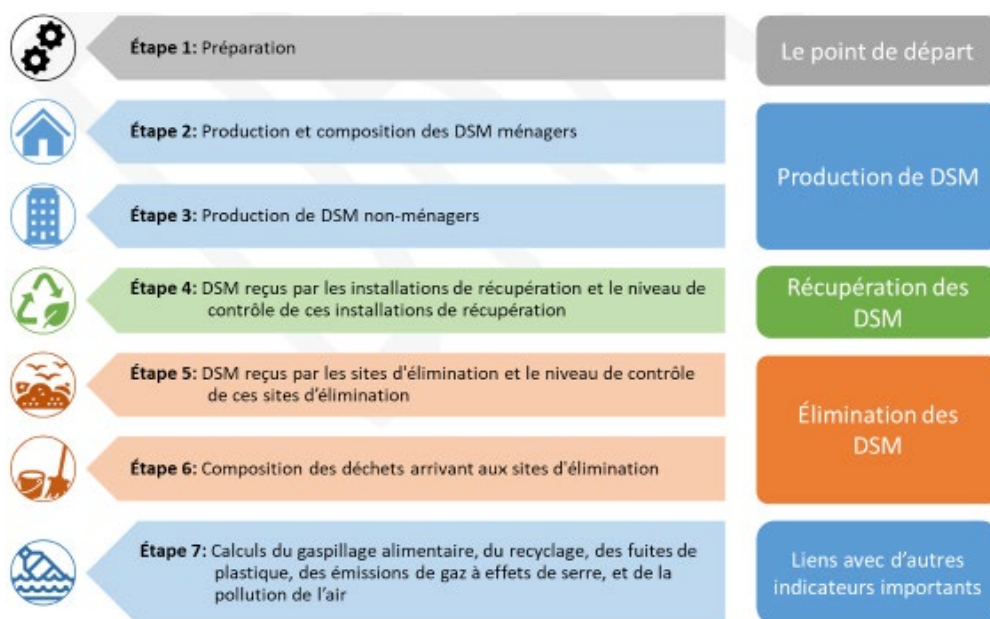 Étape 1: Préparation
Le point de départ
Étape 2: Production et composition des DSM ménagers
Étape 3: Production de DSM non-ménagers
Production de DSM
Étape 4: DSM reçus par les installations de récupération et le niveau de
contrôle de ces installations de récupération
Récupération des
DSM
Étape 5: DSM reçus par les sites d'élimination et le niveau de contrôle
de ces sites d'élimination
Étape 6: Composition des déchets arrivant aux sites d'élimination
Élimination des
DSM
Étape 7: Calculs du gaspillage alimentaire, du recyclage, des fuites de
plastique, des émissions de gaz à effets de serre, et de la
pollution de l'air
Liens avec d'autres
indicateurs importants